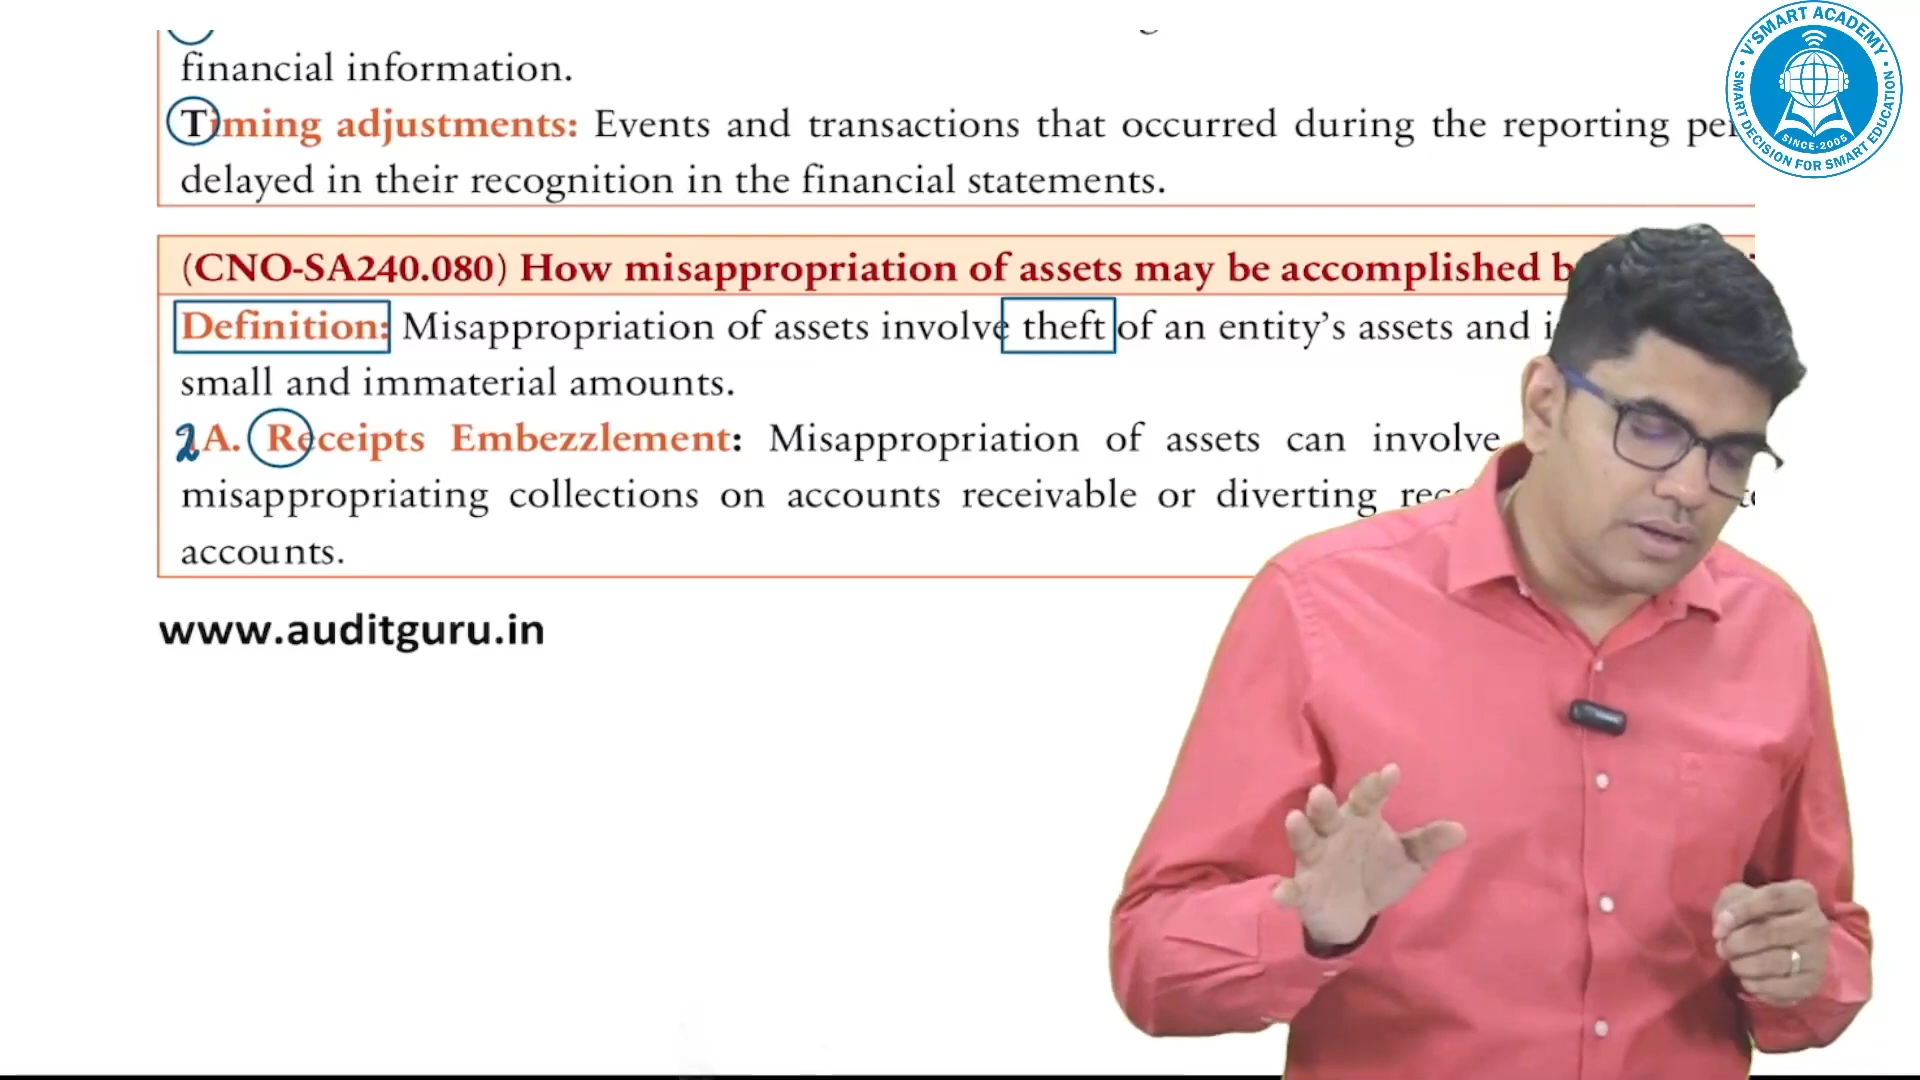 financial information.
Timing adjustments: Events and transactions that occurred during the reporting
delayed in their recognition in the financial statements.
(CNO-SA240.080) How misappropriation of assets may be accomplished
Definition: Misappropriation of assets involve theft of an entity's assets and
small and immaterial amounts.
2A. Receipts Embezzlement: Misappropriation of assets can involve
misappropriating collections on accounts receivable or diverting
accounts.
www.auditguru.in
V'SMART ACADEMY
SINCE-2005
SMART DECISION FOR SMART EDUCATION